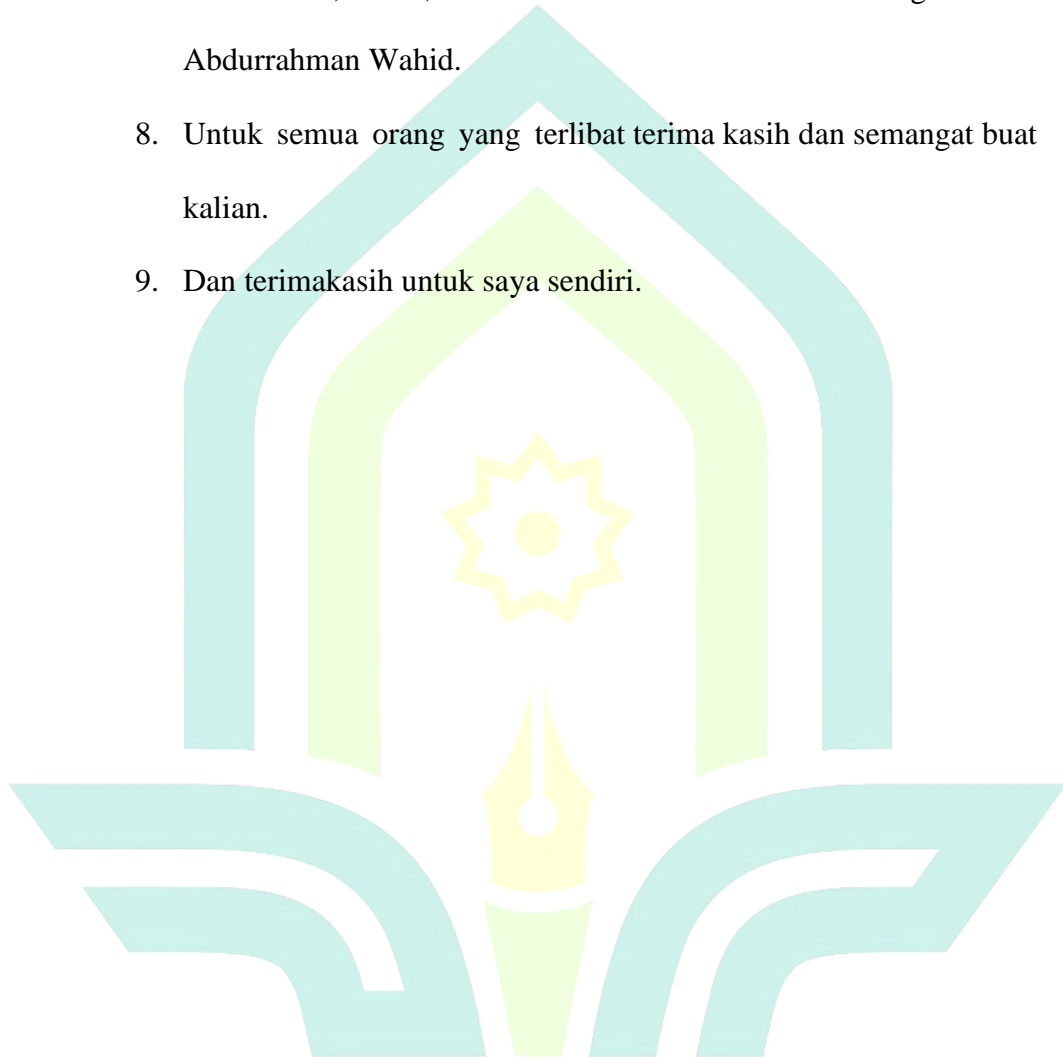 Abdurrahman Wahid.
8. Untuk semua orang yang terlibat terima kasih dan semangat buat
kalian.
9. Dan terimakasih untuk saya sendiri.